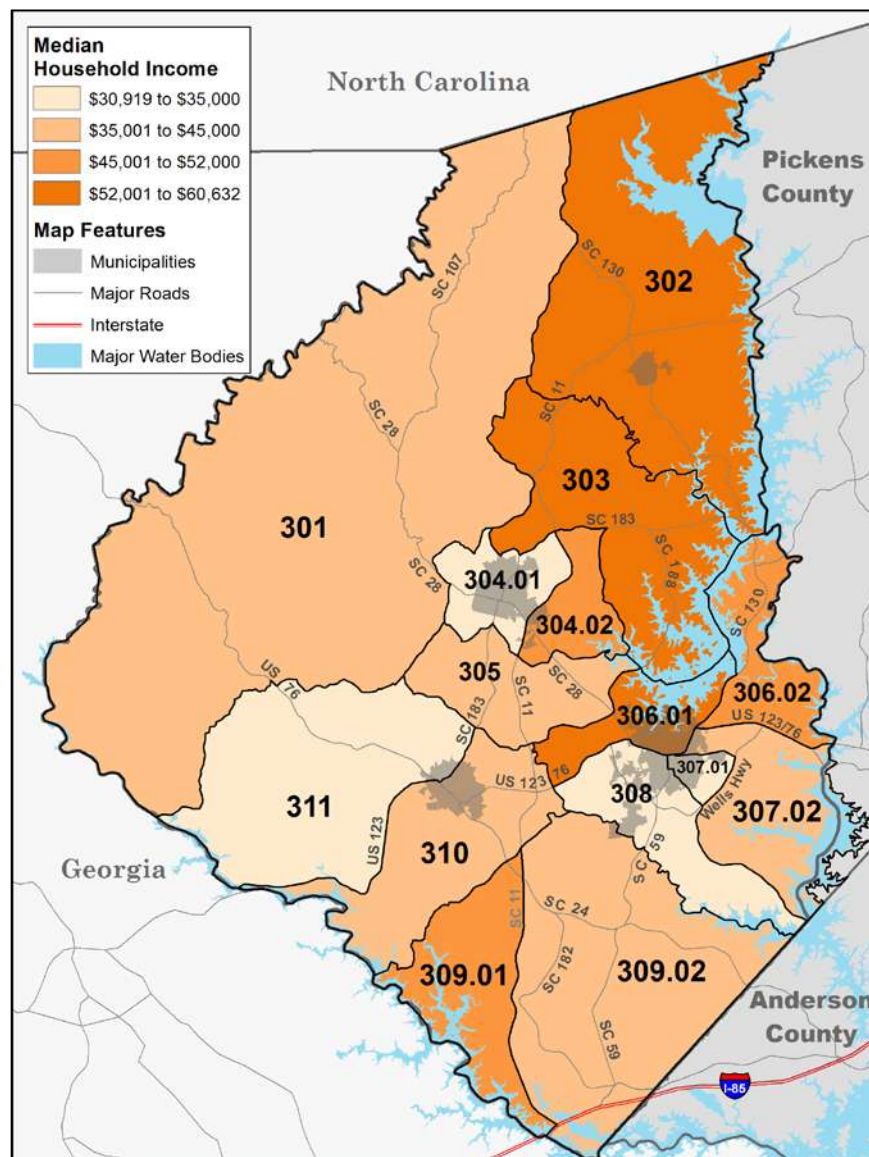 Median
Household Income
$30,919 to $35,000
$35,001 to $45,000
$45,001 to $52,000
$52,001 to $60,632
Map Features
Municipalities
Major Roads
Interstate
Major Water Bodies
North Carolina
Pickens
County
SC 107
SC 130
302
SC 11
SC 28
303
SC 183
SC 188
301
SC 28
304.01
304.02
SC 130
305
SC 28
SC 11
SC 183
US 76
306.01
306.02
US 123/76
307.01
Wells Hwy
307.02
308
US 123 76
311
US 123
310
SC 59
Georgia
SC 11
SC 24
SC 182
309.01
309.02
SC 59
Anderson
County
I-85